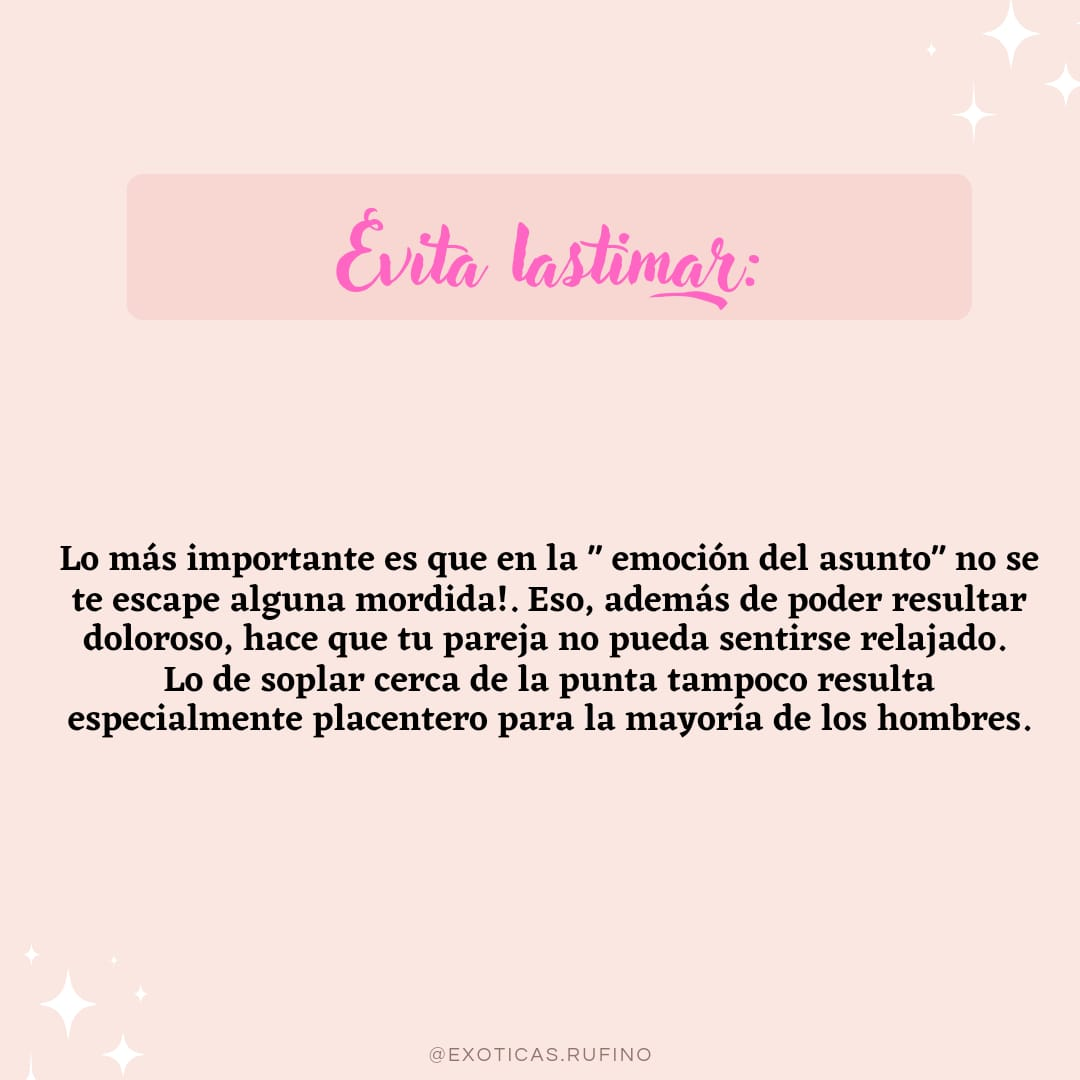 Evita lastimar:
Lo más importante es que en la " emoción del asunto" no se
te escape alguna mordida!. Eso, además de poder resultar
doloroso, hace que tu pareja no pueda sentirse relajado.
Lo de soplar cerca de la punta tampoco resulta
especialmente placentero para la mayoría de los hombres.
@EXOTICAS.RUFINO